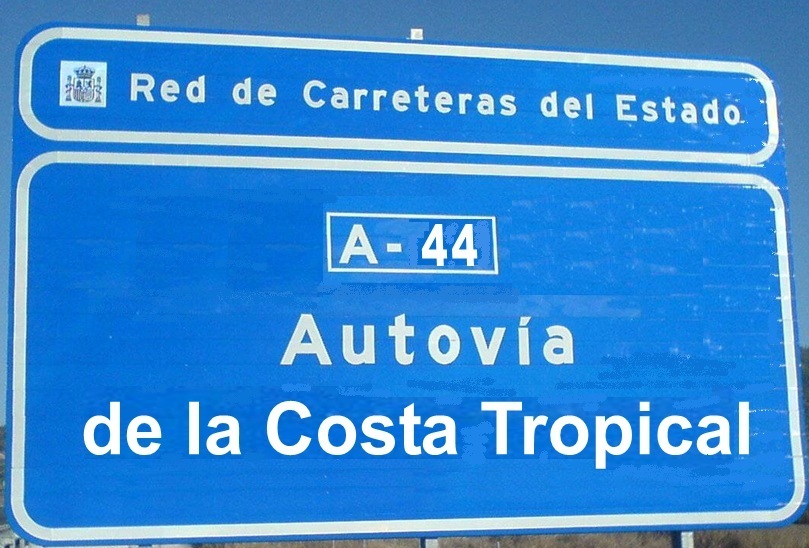 Red de Carreteras del Estado
A-44
Autovía
de la Costa Tropical